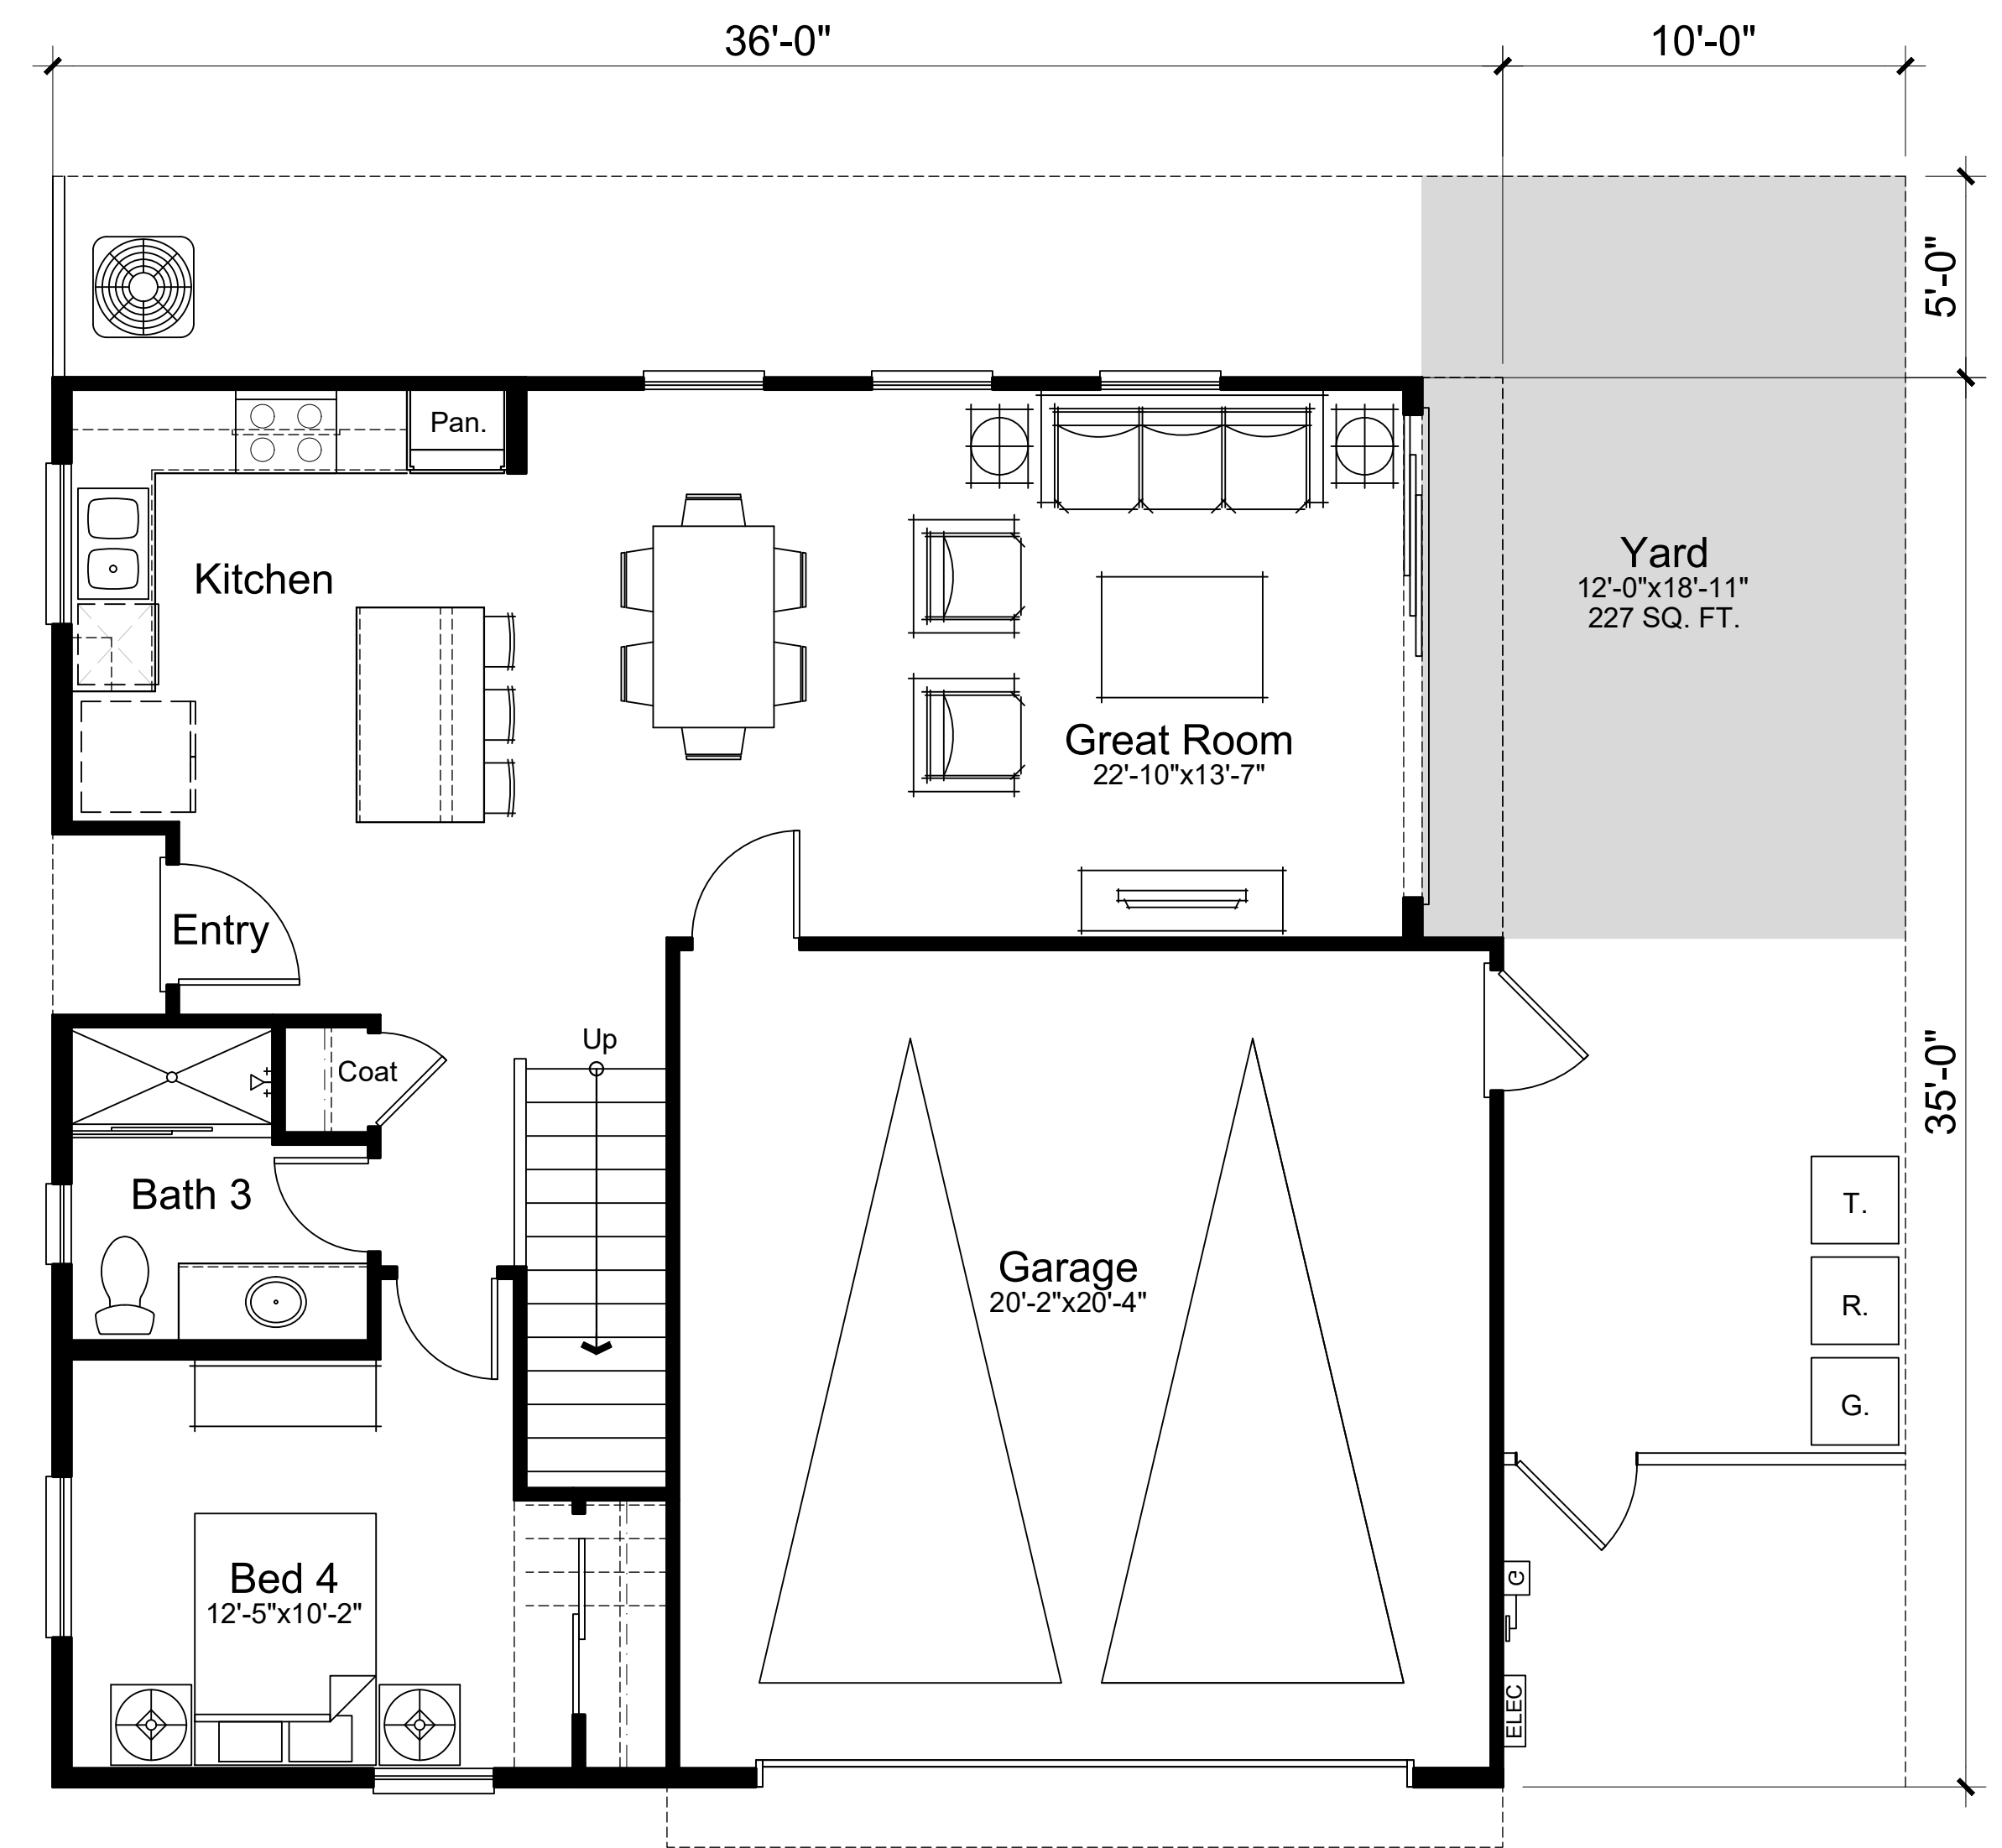 36'-0"
10'-0"
5'-0"
Pan.
Kitchen
Yard
12'-0"x18'-11"
227 SQ. FT.
Great Room
22'-10"x13'-7"
Entry
Up
Coat
35'-0"
Bath 3
T.
Garage
20'-2"x20'-4"
R.
G.
Bed 4
12'-5"x10'-2"
G
ELEC